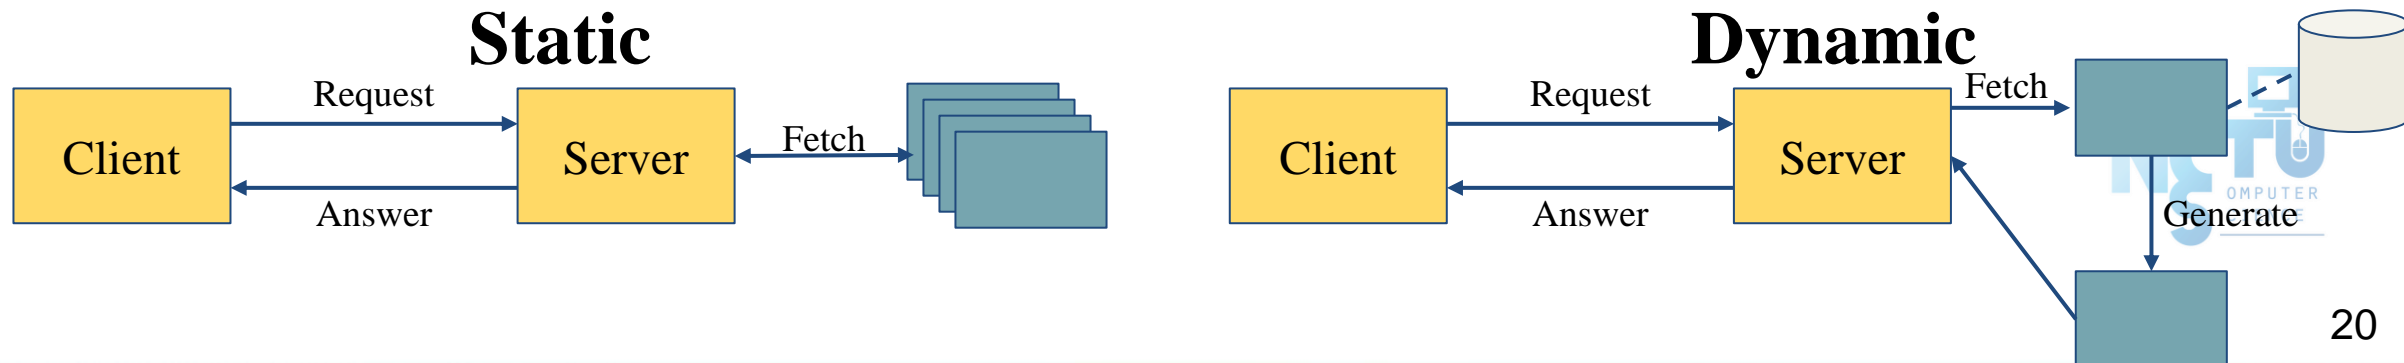 Static
Request
Client
Server
Fetch
Answer
Dynamic
Fetch
Request
Client
Server
Answer
OMPUTER
Generate
20